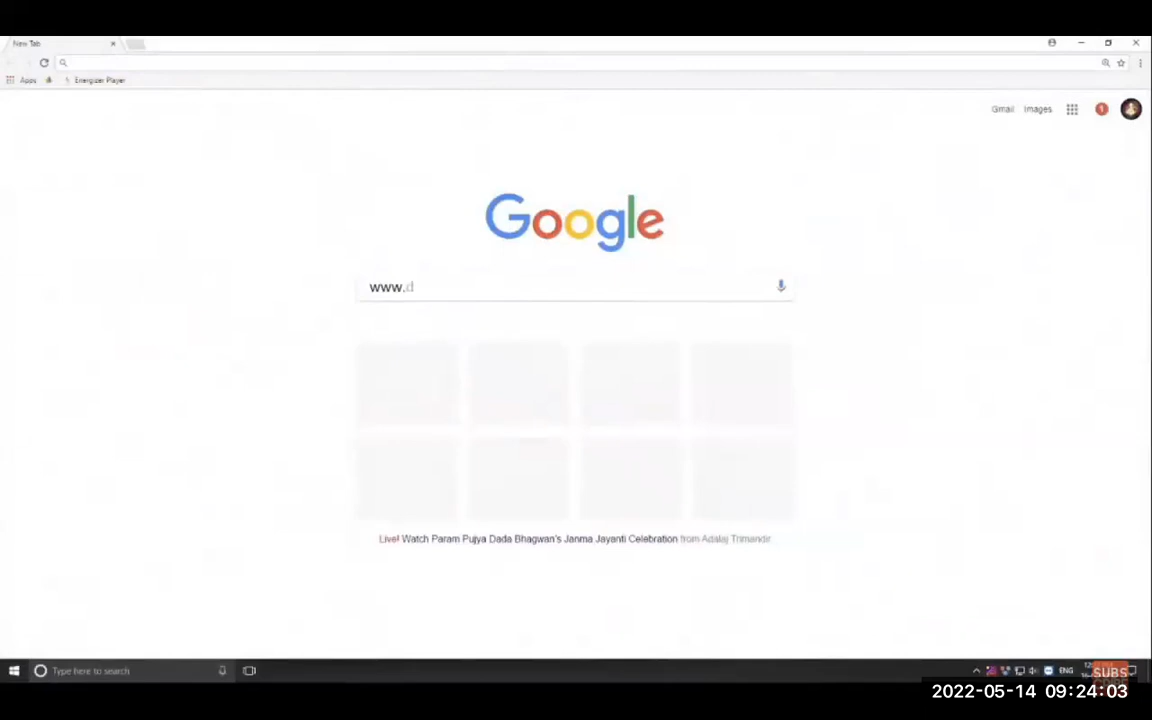 New Tab
Apps
Energizer Player
Gmail Images 1
Google
www.d
Live! Watch Param Pujya Dada Bhagwan's Janma Jayanti Celebration from Adalaj Trimandir
Type here to search
ENG
SUBS
2022-05-14 09:24:03